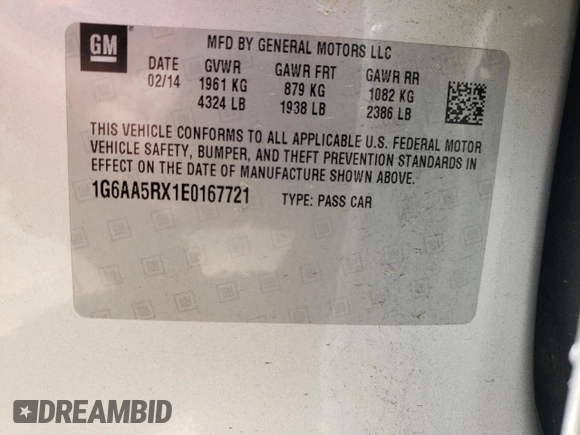 GM
MFD BY GENERAL MOTORS LLC
DATE GVWR GAWR FRT GAWR RR
02/14 1961 KG 879 KG 1082 KG
4324 LB 1938 LB 2386 LB
THIS VEHICLE CONFORMS TO ALL APPLICABLE U.S. FEDERAL MOTOR
VEHICLE SAFETY, BUMPER, AND THEFT PREVENTION STANDARDS IN
EFFECT ON THE DATE OF MANUFACTURE SHOWN ABOVE.
1G6AA5RX1E0167721 TYPE: PASS CAR
DREAMBID